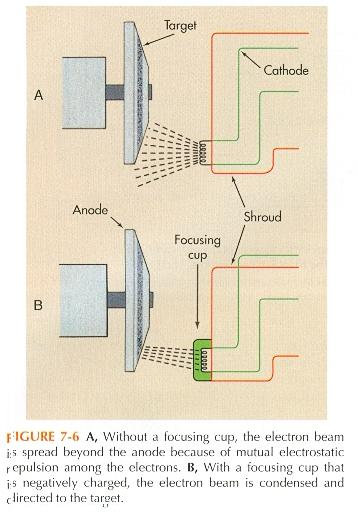 Target
Cathode
A
Shroud
Anode
Focusing
cup
B
FIGURE 7-6 A, Without a focusing cup, the electron beam
is spread beyond the anode because of mutual electrostatic
repulsion among the electrons. B, With a focusing cup that
is negatively charged, the electron beam is condensed and
directed to the target.